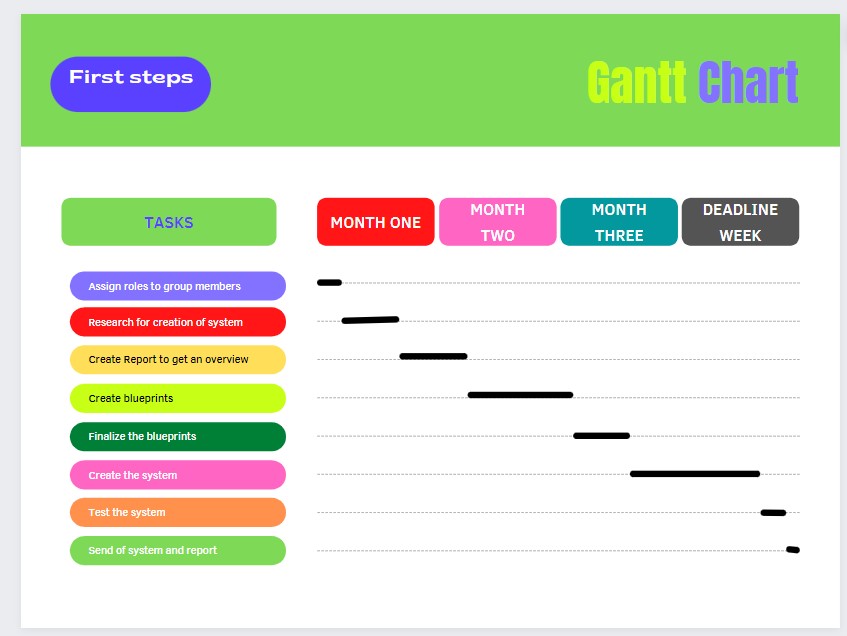 First steps
Gantt Chart
TASKS
MONTH ONE
MONTH
TWO
MONTH
THREE
DEADLINE
WEEK
Assign roles to group members
Research for creation of system
Create Report to get an overview
Create blueprints
Finalize the blueprints
Create the system
Test the system
Send of system and report